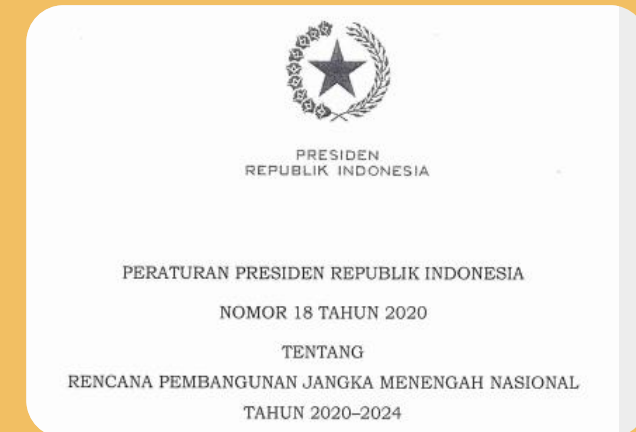 PRESIDEN
REPUBLIK INDONESIA
PERATURAN PRESIDEN REPUBLIK INDONESIA
NOMOR 18 TAHUN 2020
TENTANG
RENCANA PEMBANGUNAN JANGKA MENENGAH NASIONAL
TAHUN 2020–2024